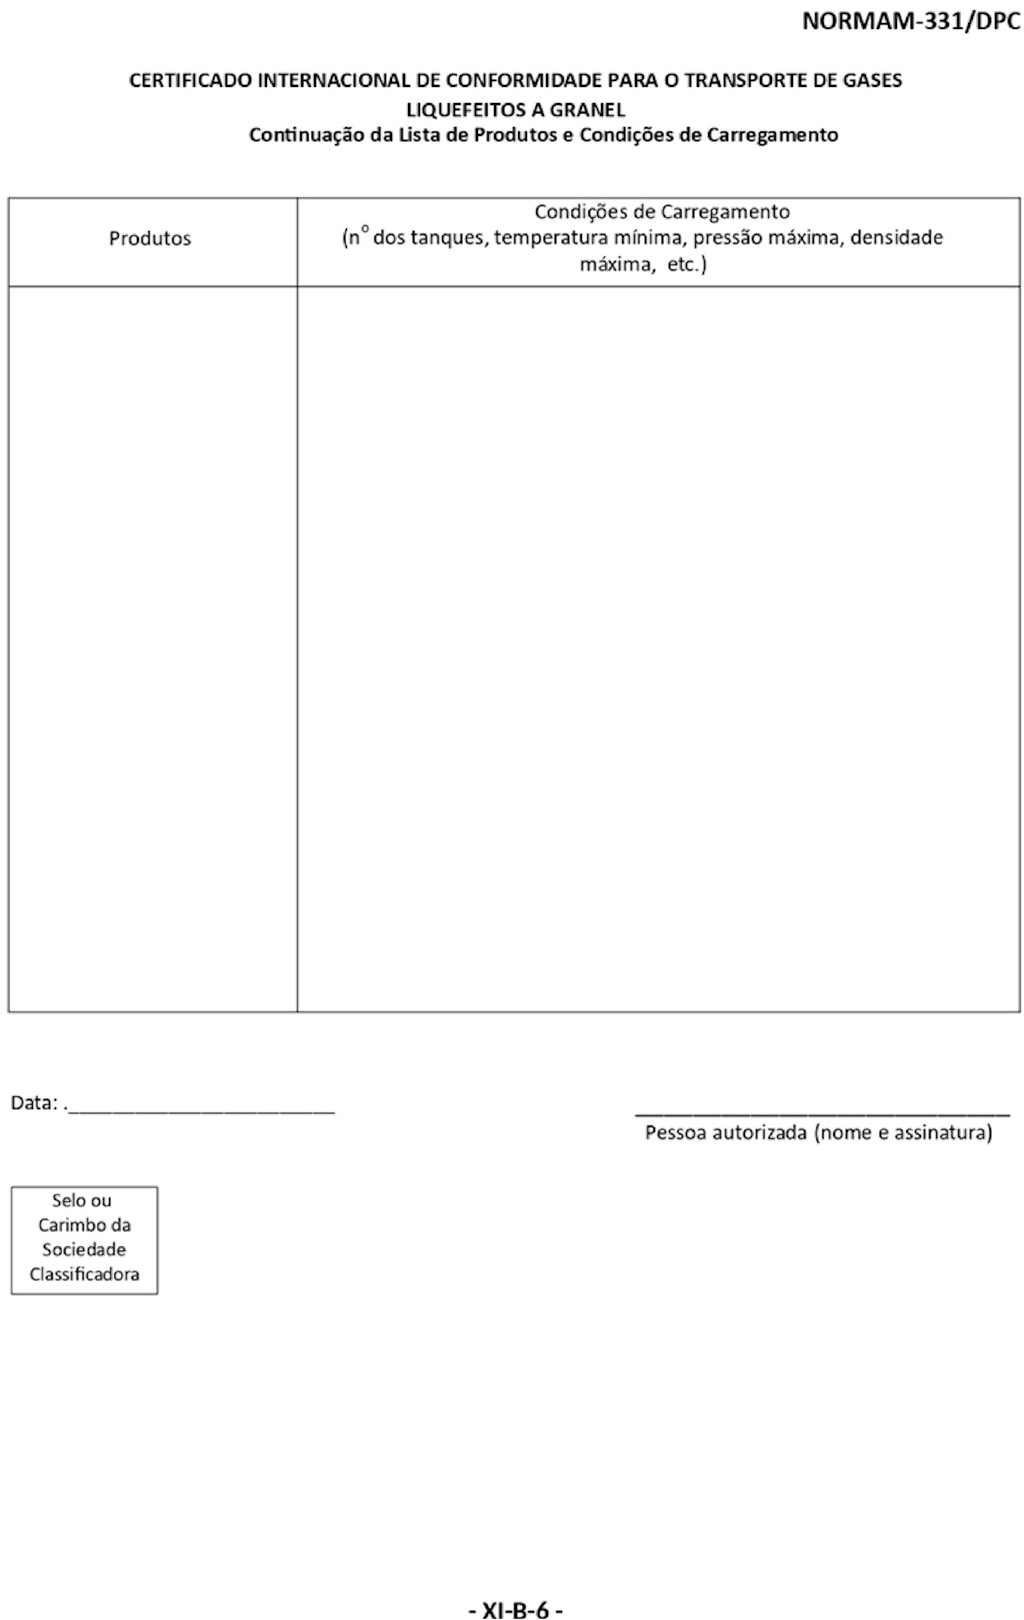 NORMAM-331/DPC
CERTIFICADO INTERNACIONAL DE CONFORMIDADE PARA O TRANSPORTE DE GASES
LIQUEFEITOS A GRANEL
Continuação da Lista de Produtos e Condições de Carregamento
Produtos
Condições de Carregamento
(nº dos tanques, temperatura mínima, pressão máxima, densidade
máxima, etc.)
Data: .________________________
__________________________________
Pessoa autorizada (nome e assinatura)
Selo ou
Carimbo da
Sociedade
Classificadora
- XI-B-6 -